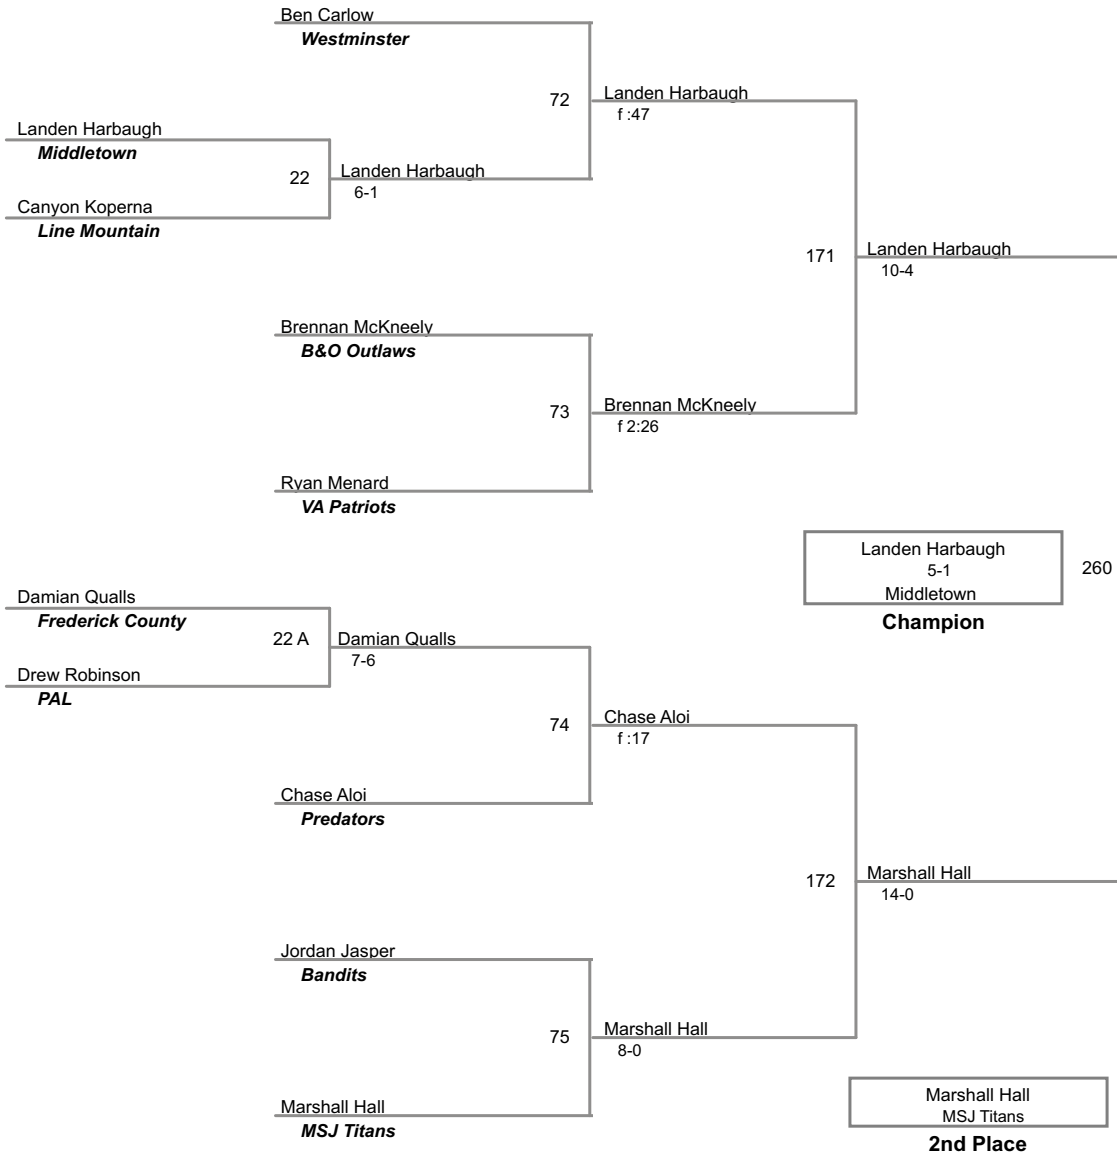 Ben Carlow
Westminster
72
Landen Harbaugh
f :47
Landen Harbaugh
Middletown
22
Landen Harbaugh
6-1
Canyon Koperna
Line Mountain
171
Landen Harbaugh
10-4
Brennan McKneely
B&O Outlaws
73
Brennan McKneely
f 2:26
Ryan Menard
VA Patriots
Landen Harbaugh
5-1
Middletown
260
Champion
Damian Qualls
Frederick County
22 A
Damian Qualls
7-6
Drew Robinson
PAL
74
Chase Aloi
f :17
Chase Aloi
Predators
172
Marshall Hall
14-0
Jordan Jasper
Bandits
75
Marshall Hall
8-0
Marshall Hall
MSJ Titans
Marshall Hall
MSJ Titans
2nd Place